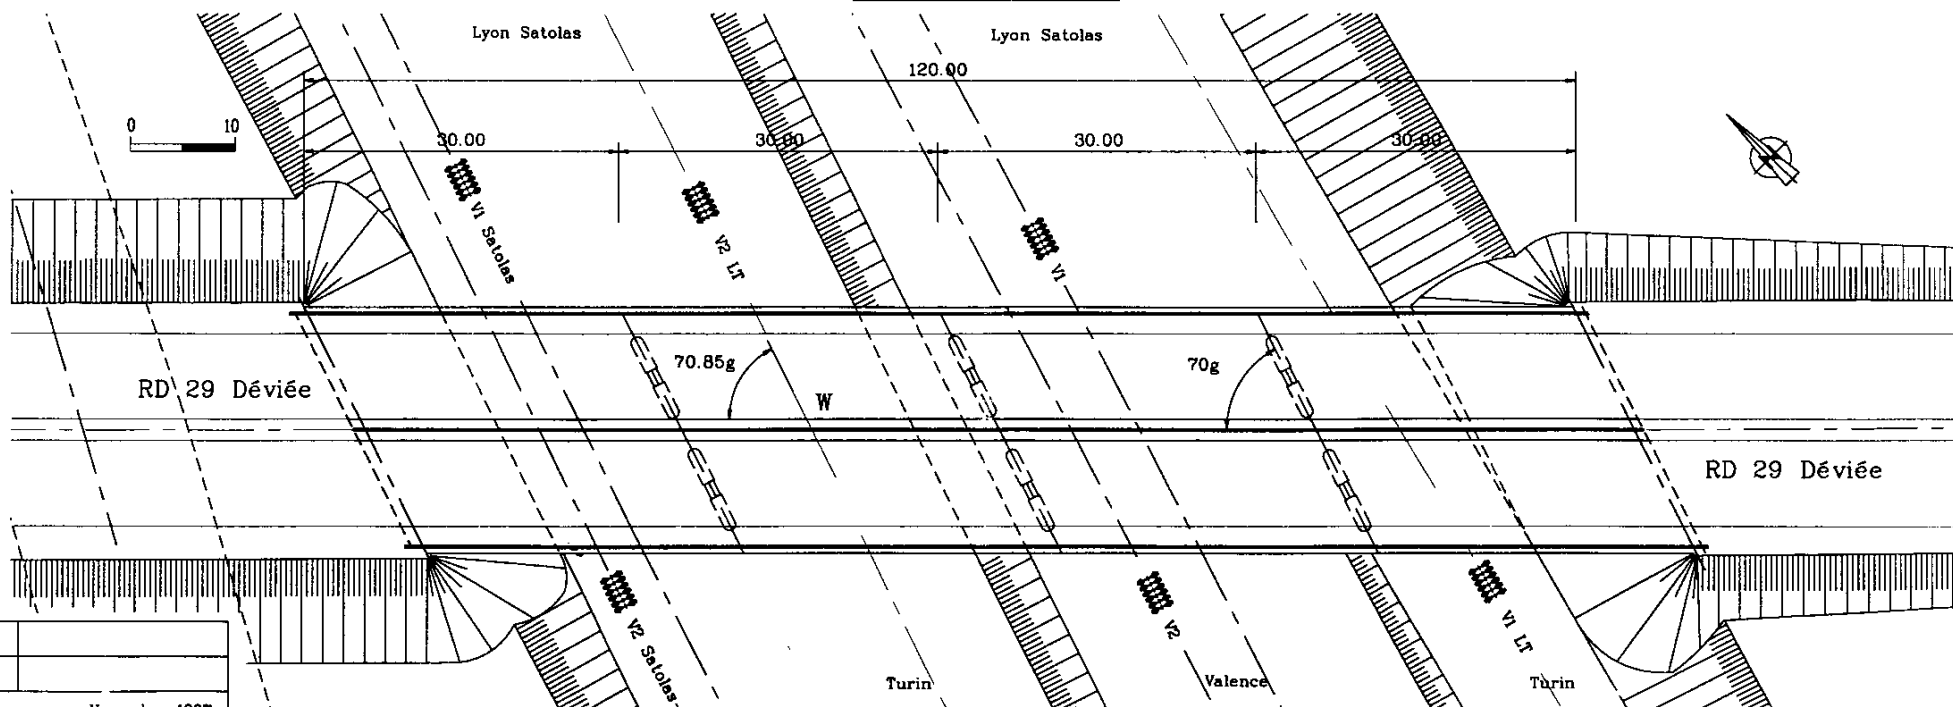 Lyon Satolas
Lyon Satolas
120.00
0 10
30.00
30.00
30.00
30.00
V1 Satolas
V2 LT
V1
70.85g
70g
RD 29 Déviée
W
RD 29 Déviée
V2 Satolas
V2
V1 LT
Turin
Valence
Turin